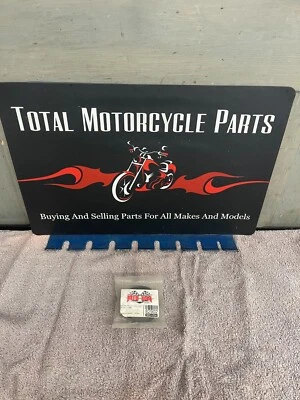 TOTAL MOTORCYCLE PARTS
Buying And Selling Parts For All Makes And Models